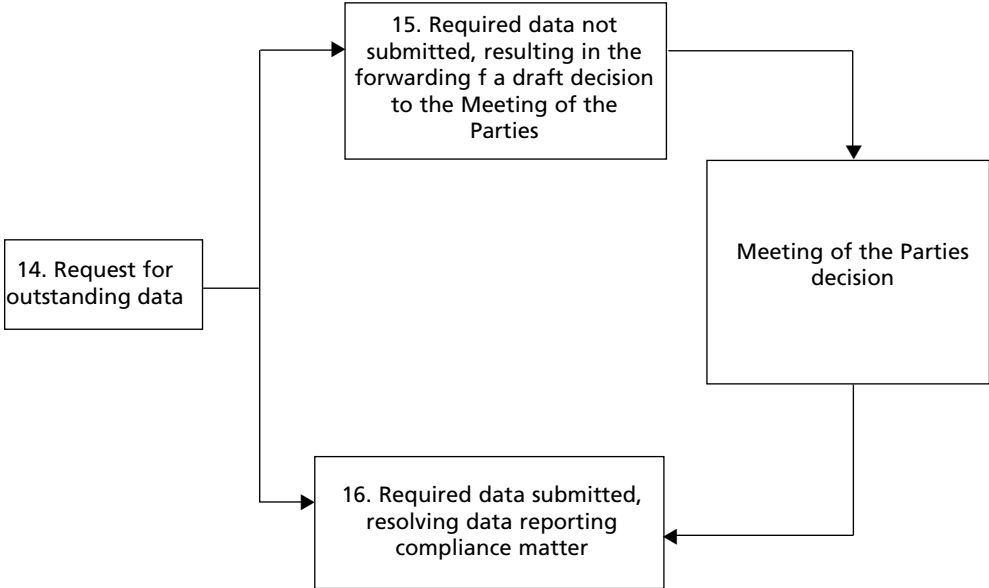 15. Required data not
submitted, resulting in the
forwarding f a draft decision
to the Meeting of the
Parties
14. Request for
outstanding data
Meeting of the Parties
decision
16. Required data submitted,
resolving data reporting
compliance matter